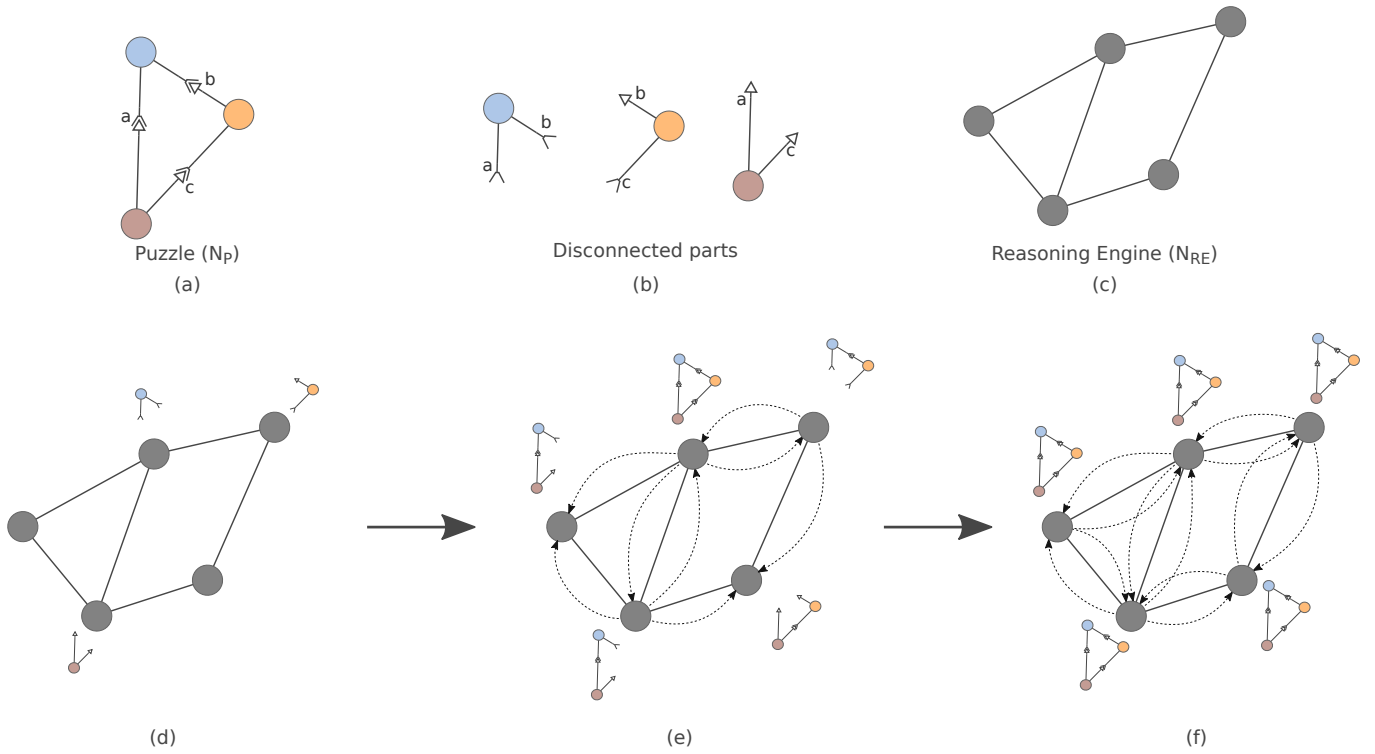 a
b
c
Puzzle (N_P)
(a)
a
b
b
c
a
c
Disconnected parts
(b)
Reasoning Engine (N_RE)
(c)
(d)
(e)
(f)